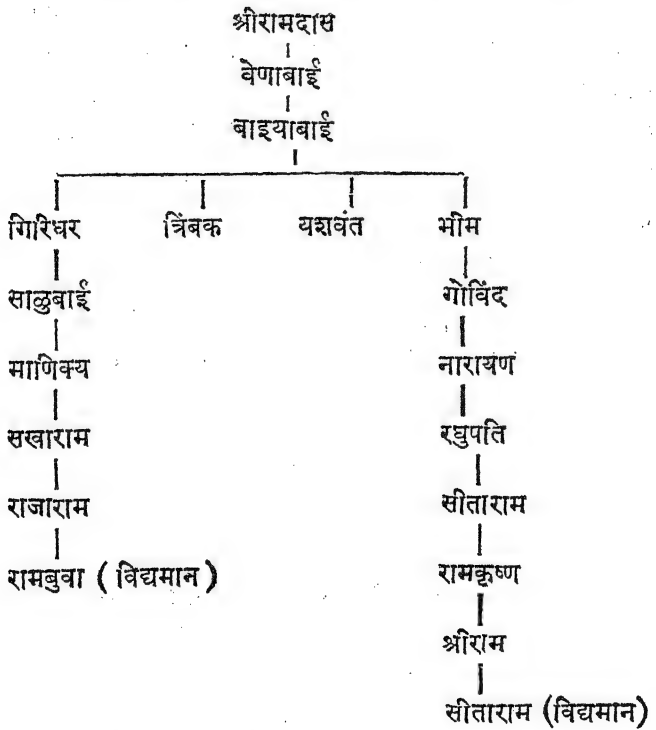 श्रीरामदास
वेणाबाई
बाइयाबाई
गिरिधर त्रिंबक यशवंत भीम
साळुबाई गोविंद
माणिक्य नारायण
सखाराम रघुपति
राजाराम सीताराम
रामबुवा (विद्यमान) रामकृष्ण
श्रीराम
सीताराम (विद्यमान)